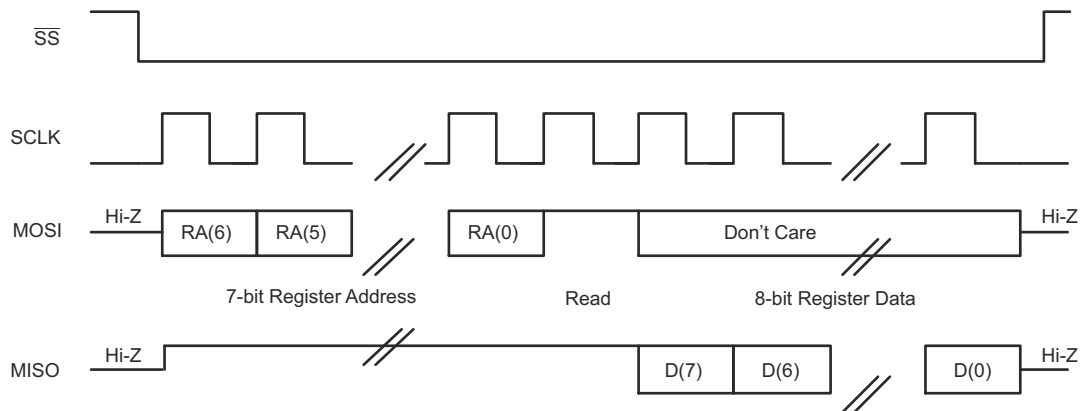 S̅S̅
SCLK
MOSI Hi-Z RA(6) RA(5) RA(0) Don't Care Hi-Z
7-bit Register Address Read 8-bit Register Data
MISO Hi-Z D(7) D(6) D(0) Hi-Z